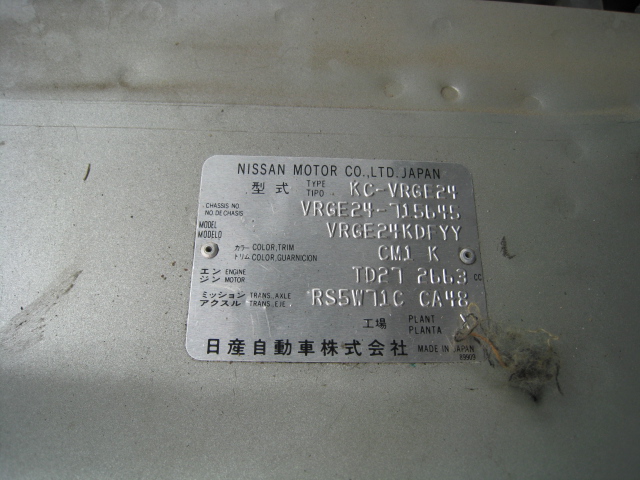 NISSAN MOTOR CO.,LTD.JAPAN
型式 TYPE TIPO KC-VRGE24
CHASSIS NO NO.DE CHASIS VRGE24-715645
MODEL MODELO VRGE24KDFYY
カラー COLOR,TRIM トリム COLOR,GUARNICION CM1 K
エンジン ENGINE MOTOR TD27 2663 cc
ミッション TRANS.AXLE アクスル TRANS.EJE RS5W71C CA48
工場 PLANT PLANTA
日産自動車株式会社 MADE IN JAPAN